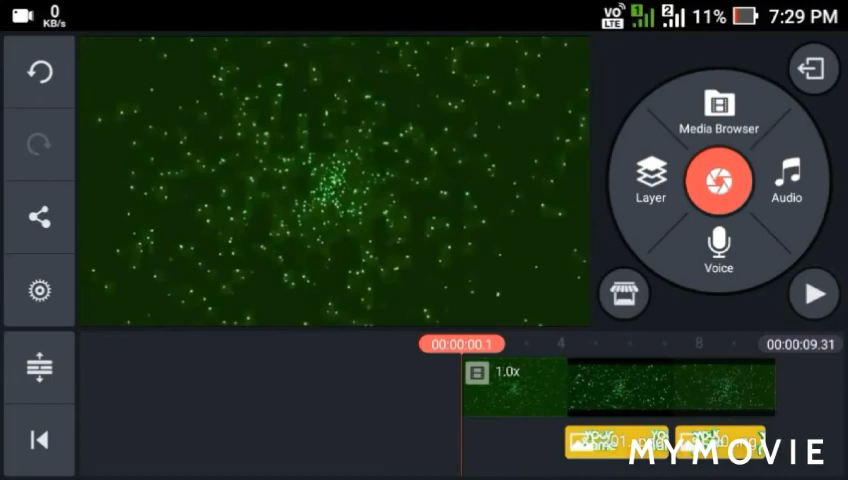 0
KB/s
VO
LTE
1
2
11%
7:29 PM
Media Browser
Layer
Audio
Voice
00:00:00.1
4
8
00:00:09.31
1.0x
MYMOVIE